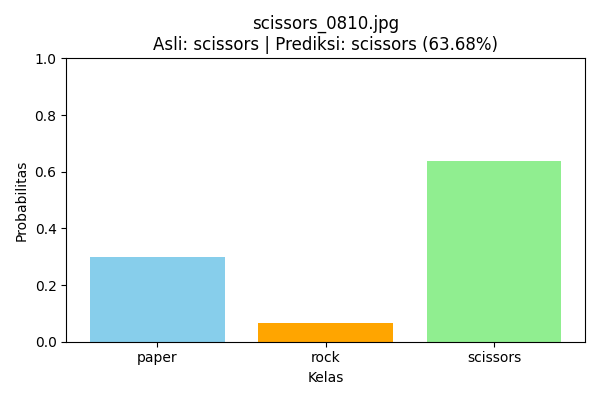 scissors_0810.jpg
Asli: scissors | Prediksi: scissors (63.68%)
1.0
0.8
0.6
0.4
0.2
0.0
Probabilitas
paper
rock
scissors
Kelas